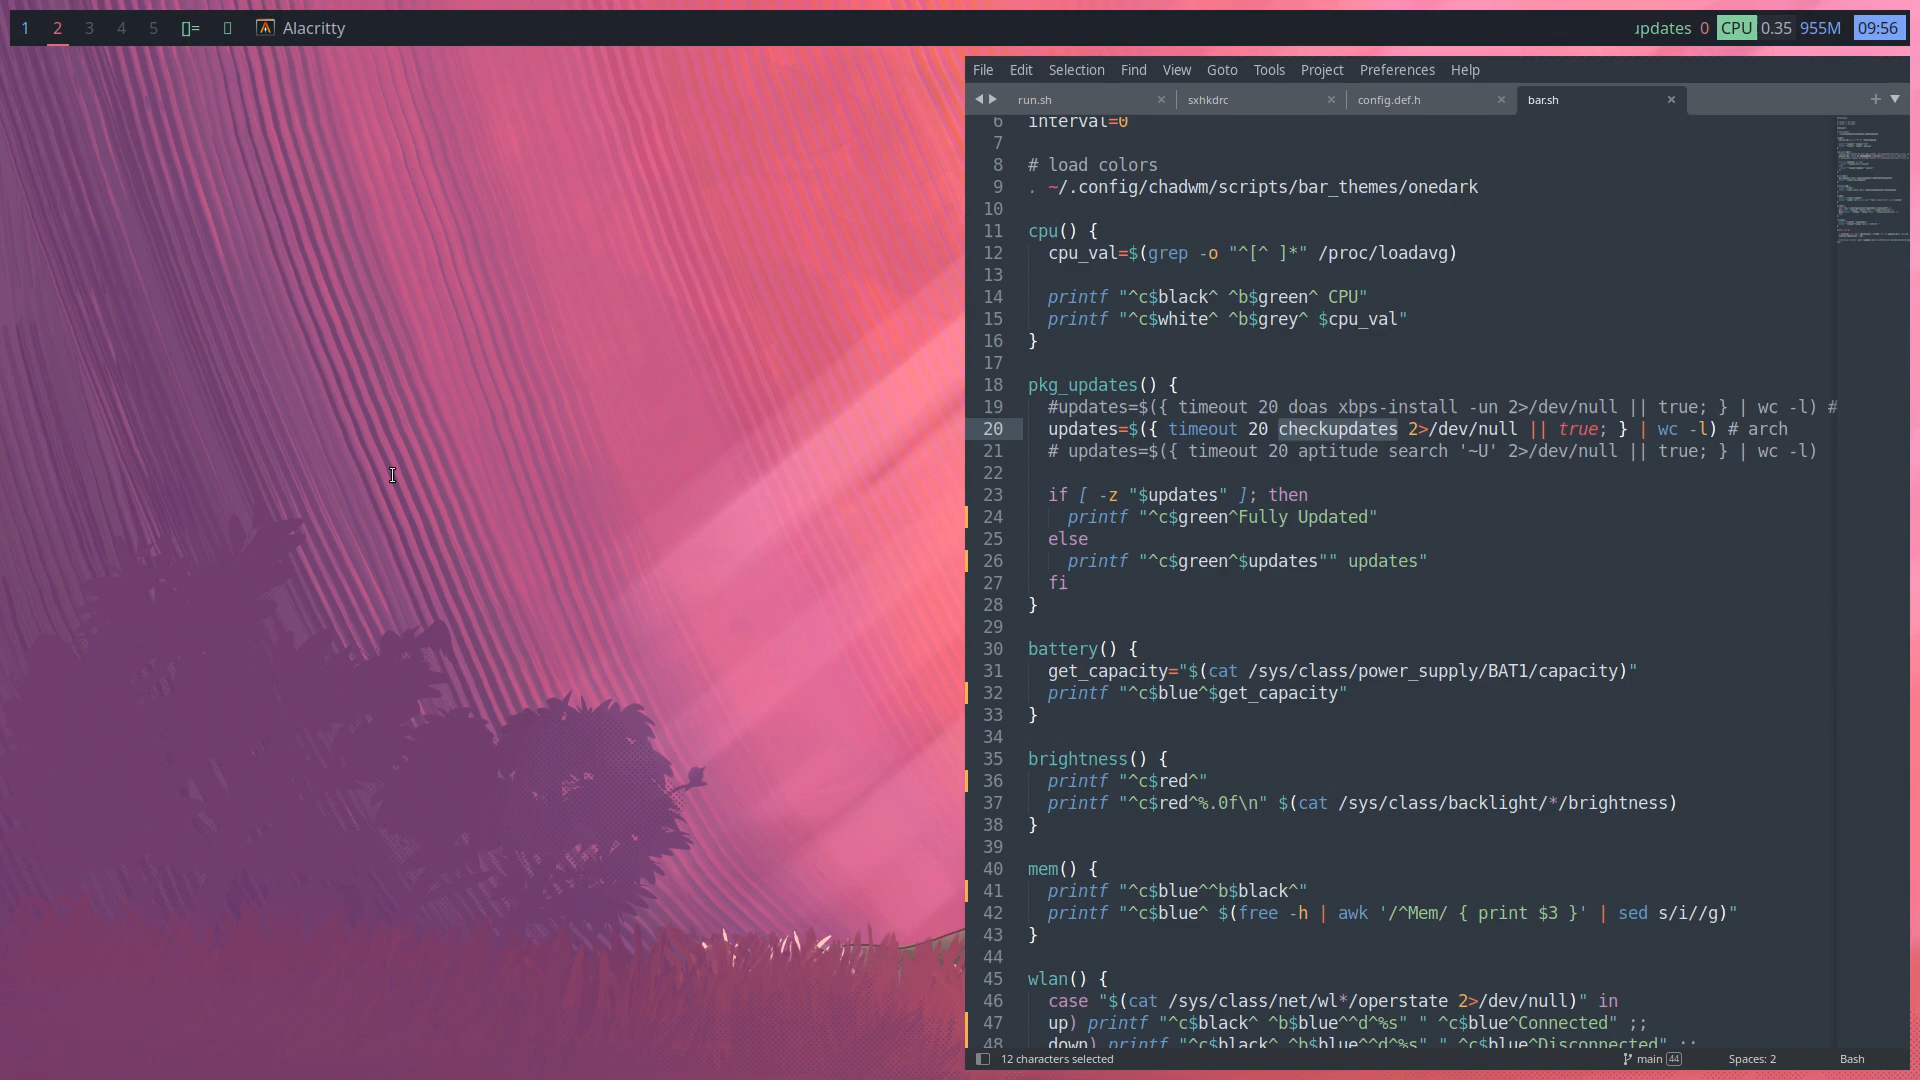 1 2 3 4 5 []= Alacritty updates 0 CPU 0.35 955M 09:56
File Edit Selection Find View Goto Tools Project Preferences Help
run.sh sxhkdrc config.def.h bar.sh
6 interval=0
7
8 # load colors
9 . ~/.config/chadwm/scripts/bar_themes/onedark
10
11 cpu() {
12 cpu_val=$(grep -o "^[^ ]*" /proc/loadavg)
13
14 printf "^c$black^ ^b$green^ CPU"
15 printf "^c$white^ ^b$grey^ $cpu_val"
16 }
17
18 pkg_updates() {
19 #updates=$({ timeout 20 doas xbps-install -un 2>/dev/null || true; } | wc -l) #
20 updates=$({ timeout 20 checkupdates 2>/dev/null || true; } | wc -l) # arch
21 # updates=$({ timeout 20 aptitude search '~U' 2>/dev/null || true; } | wc -l)
22
23 if [ -z "$updates" ]; then
24 printf "^c$green^Fully Updated"
25 else
26 printf "^c$green^$updates"" updates"
27 fi
28 }
29
30 battery() {
31 get_capacity="$(cat /sys/class/power_supply/BAT1/capacity)"
32 printf "^c$blue^$get_capacity"
33 }
34
35 brightness() {
36 printf "^c$red^"
37 printf "^c$red^%.0f\n" $(cat /sys/class/backlight/*/brightness)
38 }
39
40 mem() {
41 printf "^c$blue^^b$black^"
42 printf "^c$blue^ $(free -h | awk '/^Mem/ { print $3 }' | sed s/i//g)"
43 }
44
45 wlan() {
46 case "$(cat /sys/class/net/wl*/operstate 2>/dev/null)" in
47 up) printf "^c$black^ ^b$blue^^d^%s" " ^c$blue^Connected" ;;
48 down) printf "^c$black^ ^b$blue^^d^%s" " ^c$blue^Disconnected" ;;
12 characters selected main 44 Spaces: 2 Bash